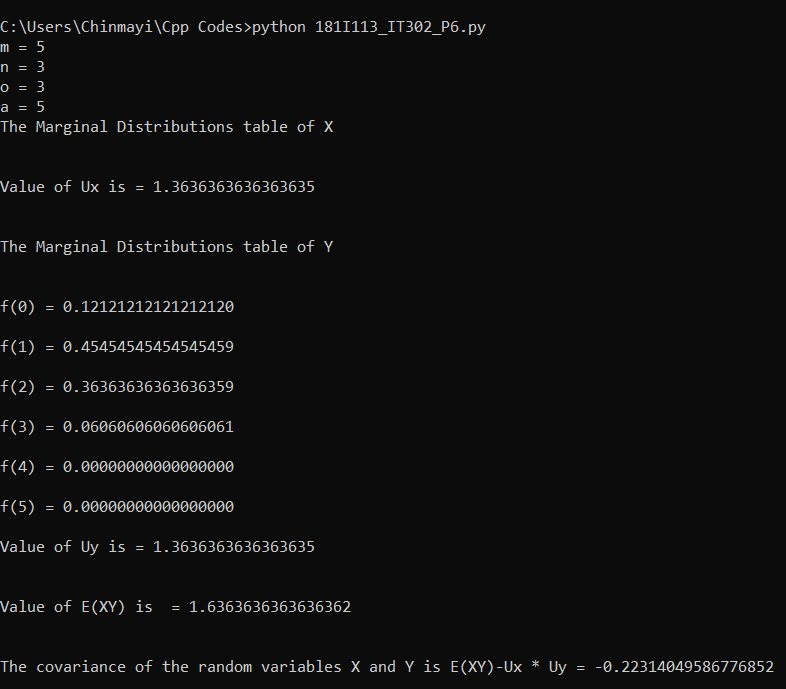 C:\Users\Chinmayi\Cpp Codes>python 181I113_IT302_P6.py
m = 5
n = 3
o = 3
a = 5
The Marginal Distributions table of X
Value of Ux is = 1.3636363636363635
The Marginal Distributions table of Y
f(0) = 0.12121212121212120
f(1) = 0.45454545454545459
f(2) = 0.36363636363636359
f(3) = 0.06060606060606061
f(4) = 0.00000000000000000
f(5) = 0.00000000000000000
Value of Uy is = 1.3636363636363635
Value of E(XY) is  = 1.6363636363636362
The covariance of the random variables X and Y is E(XY)-Ux * Uy = -0.22314049586776852